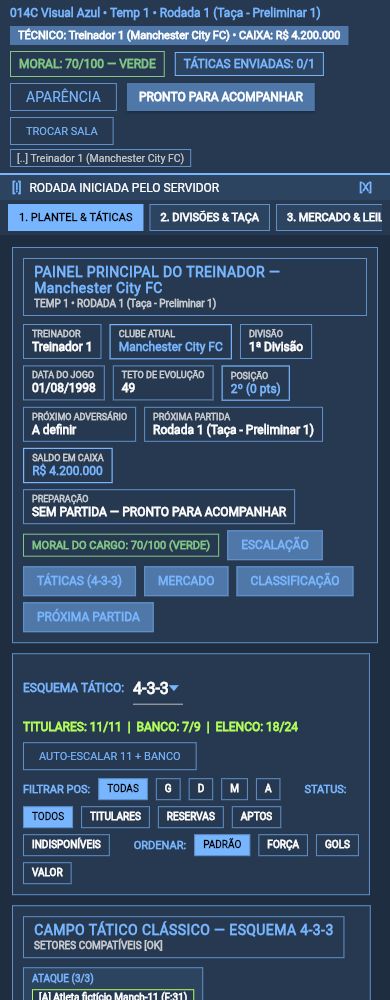 014C Visual Azul • Temp 1 • Rodada 1 (Taça - Preliminar 1)
TÉCNICO: Treinador 1 (Manchester City FC) • CAIXA: R$ 4.200.000
MORAL: 70/100 — VERDE TÁTICAS ENVIADAS: 0/1
APARÊNCIA PRONTO PARA ACOMPANHAR
TROCAR SALA
[..] Treinador 1 (Manchester City FC)
[!] RODADA INICIADA PELO SERVIDOR [X]
1. PLANTEL & TÁTICAS 2. DIVISÕES & TAÇA 3. MERCADO & LEIL
PAINEL PRINCIPAL DO TREINADOR —
Manchester City FC
TEMP 1 • RODADA 1 (Taça - Preliminar 1)
TREINADOR CLUBE ATUAL DIVISÃO
Treinador 1 Manchester City FC 1ª Divisão
DATA DO JOGO TETO DE EVOLUÇÃO POSIÇÃO
01/08/1998 49 2º (0 pts)
PRÓXIMO ADVERSÁRIO PRÓXIMA PARTIDA
A definir Rodada 1 (Taça - Preliminar 1)
SALDO EM CAIXA
R$ 4.200.000
PREPARAÇÃO
SEM PARTIDA — PRONTO PARA ACOMPANHAR
MORAL DO CARGO: 70/100 (VERDE) ESCALAÇÃO
TÁTICAS (4-3-3) MERCADO CLASSIFICAÇÃO
PRÓXIMA PARTIDA
ESQUEMA TÁTICO: 4-3-3
TITULARES: 11/11 | BANCO: 7/9 | ELENCO: 18/24
AUTO-ESCALAR 11 + BANCO
FILTRAR POS: TODAS G D M A STATUS:
TODOS TITULARES RESERVAS APTOS
INDISPONÍVEIS ORDENAR: PADRÃO FORÇA GOLS
VALOR
CAMPO TÁTICO CLÁSSICO — ESQUEMA 4-3-3
SETORES COMPATÍVEIS [OK]
ATAQUE (3/3)
[A] Atleta fictício Manch-11 (F:31)